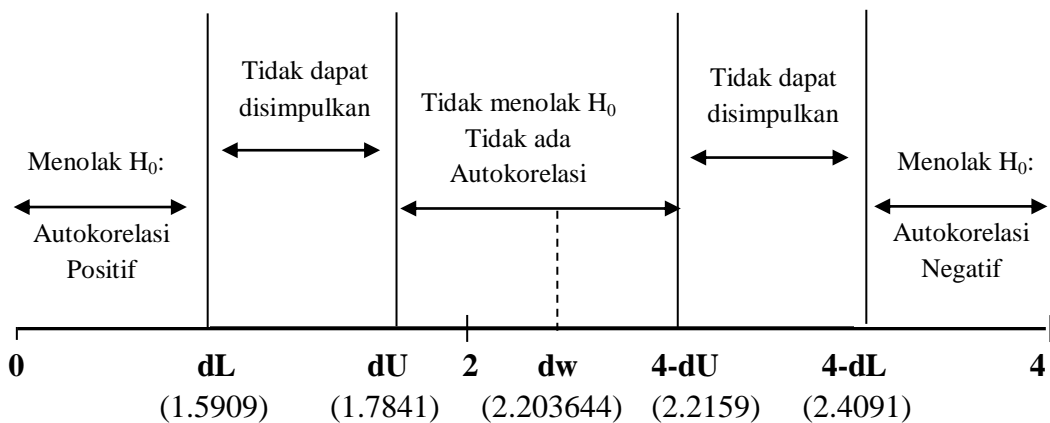 Tidak dapat
disimpulkan
Tidak menolak H₀
Tidak ada
Autokorelasi
Tidak dapat
disimpulkan
Menolak H₀:
Autokorelasi
Positif
Menolak H₀:
Autokorelasi
Negatif
0 dL dU 2 dw 4-dU 4-dL 4
(1.5909) (1.7841) (2.203644) (2.2159) (2.4091)